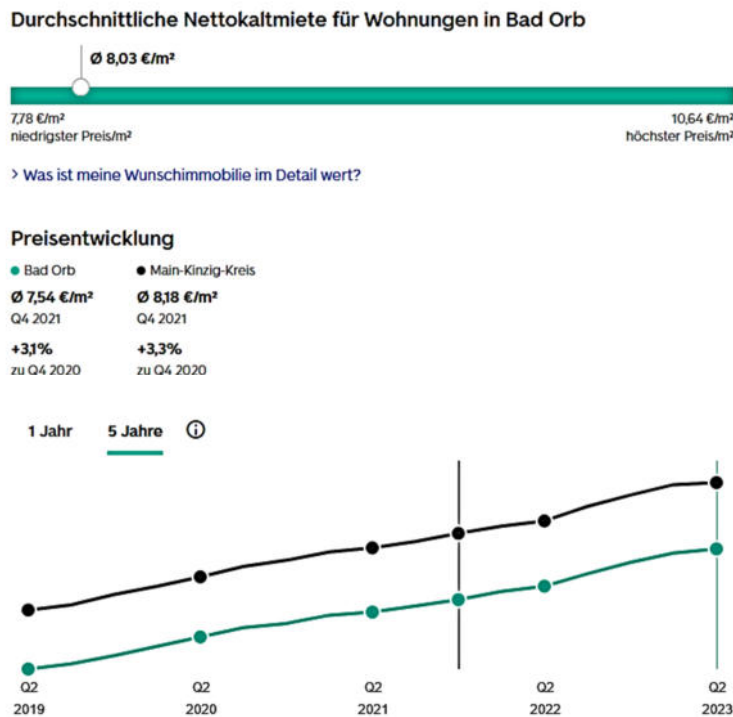 Durchschnittliche Nettokaltmiete für Wohnungen in Bad Orb
Ø 8,03 €/m²
7,78 €/m² 10,64 €/m²
niedrigster Preis/m² höchster Preis/m²
> Was ist meine Wunschimmobilie im Detail wert?
Preisentwicklung
Bad Orb Main-Kinzig-Kreis
Ø 7,54 €/m² Ø 8,18 €/m²
Q4 2021 Q4 2021
+3,1% +3,3%
zu Q4 2020 zu Q4 2020
1 Jahr 5 Jahre i
Q2 Q2 Q2 Q2 Q2
2019 2020 2021 2022 2023